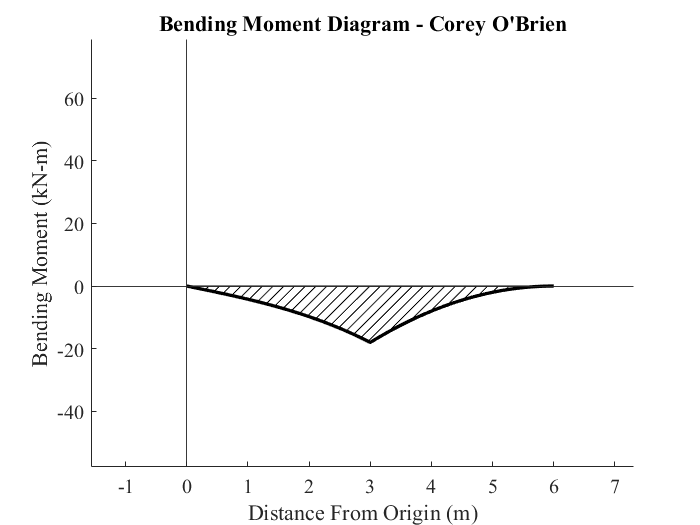 Bending Moment Diagram - Corey O'Brien
Bending Moment (kN-m)
60
40
20
0
-20
-40
-1 0 1 2 3 4 5 6 7
Distance From Origin (m)